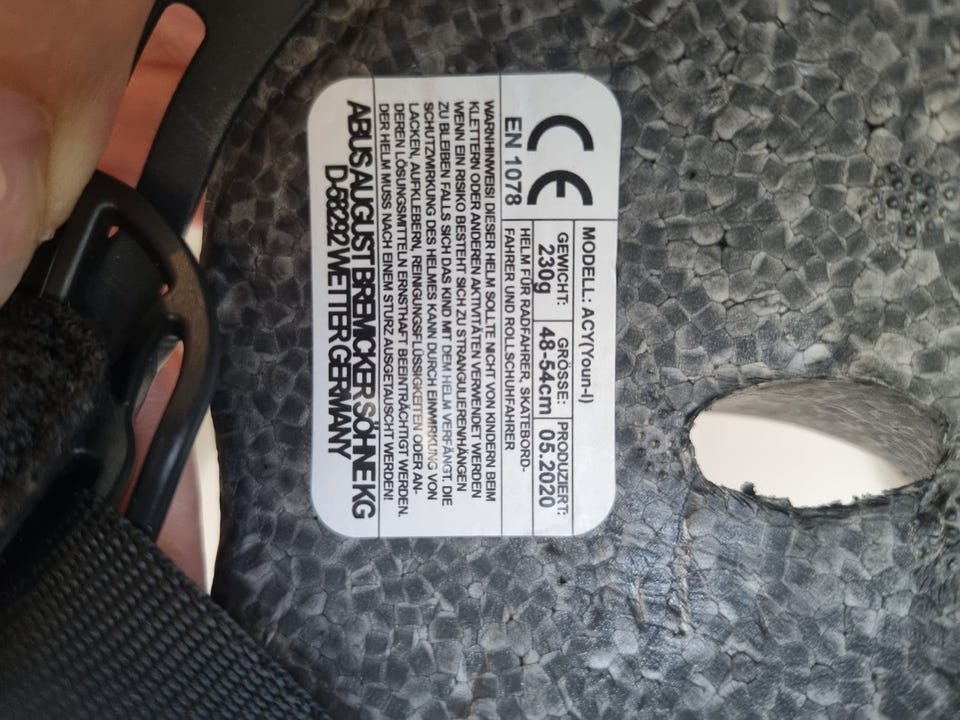 CE
EN 1078
MODELL: ACY(Youn-I)
GEWICHT: GRÖSSE: PRODUZIERT:
230g 48-54cm 05.2020
HELM FÜR RADFAHRER, SKATEBORD-
FAHRER UND ROLLSCHUHFAHRER
WARNHINWEIS! DIESER HELM SOLLTE NICHT VON KINDERN BEIM
KLETTERN ODER ANDEREN AKTIVITÄTEN VERWENDET WERDEN
WENN EIN RISIKO BESTEHT SICH ZU STRANGULIEREN/HÄNGEN
ZU BLEIBEN FALLS SICH DAS KIND MIT DEM HELM VERFÄNGT. DIE
SCHUTZWIRKUNG DES HELMES KANN DURCH EINWIRKUNG VON
LACKEN, AUFKLEBERN, REINIGUNGSFLÜSSIGKEITEN ODER AN-
DEREN LÖSUNGSMITTELN ERNSTHAFT BEEINTRÄCHTIGT WERDEN.
DER HELM MUSS NACH EINEM STURZ AUSGETAUSCHT WERDEN!
ABUS AUGUST BREMICKER SÖHNE KG
D-58292 WETTER GERMANY